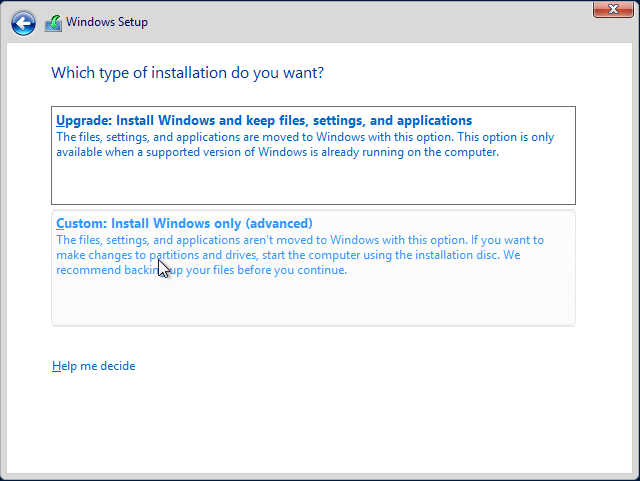 Windows Setup
Which type of installation do you want?
Upgrade: Install Windows and keep files, settings, and applications
The files, settings, and applications are moved to Windows with this option. This option is only
available when a supported version of Windows is already running on the computer.
Custom: Install Windows only (advanced)
The files, settings, and applications aren't moved to Windows with this option. If you want to
make changes to partitions and drives, start the computer using the installation disc. We
recommend backing up your files before you continue.
Help me decide